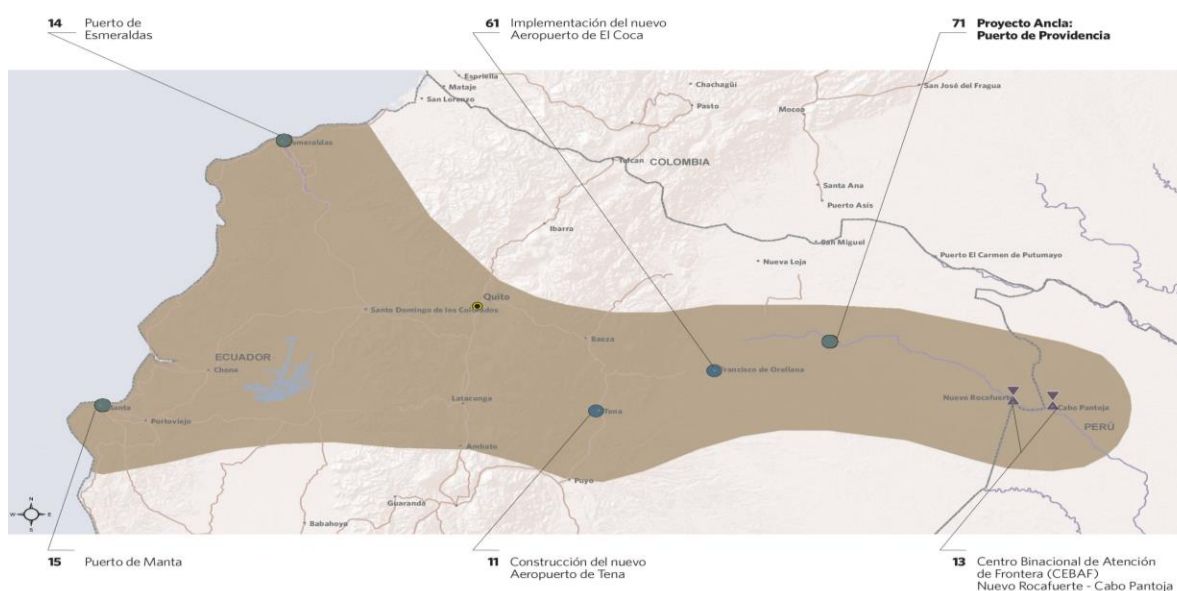 14 Puerto de
Esmeraldas
61 Implementación del nuevo
Aeropuerto de El Coca
71 Proyecto Ancla:
Puerto de Providencia
Espriella
Mataje
San Lorenzo
Chachagüi
Pasto
Mocoa
San José del Fragua
Esmeraldas
Tulcan
COLOMBIA
Santa Ana
Puerto Asís
Ibarra
San Miguel
Nueva Loja
Puerto El Carmen de Putumayo
Quito
Santo Domingo de los Colorados
Baeza
ECUADOR
Chone
Francisco de Orellena
Manta
Portoviejo
Latacunga
Tena
Nuevo Rocafuerte
Cabo Pantoja
PERÚ
Ambato
Puyo
Guaranda
Babahoyo
N
W
E
S
15 Puerto de Manta
11 Construcción del nuevo
Aeropuerto de Tena
13 Centro Binacional de Atención
de Frontera (CEBAF)
Nuevo Rocafuerte - Cabo Pantoja